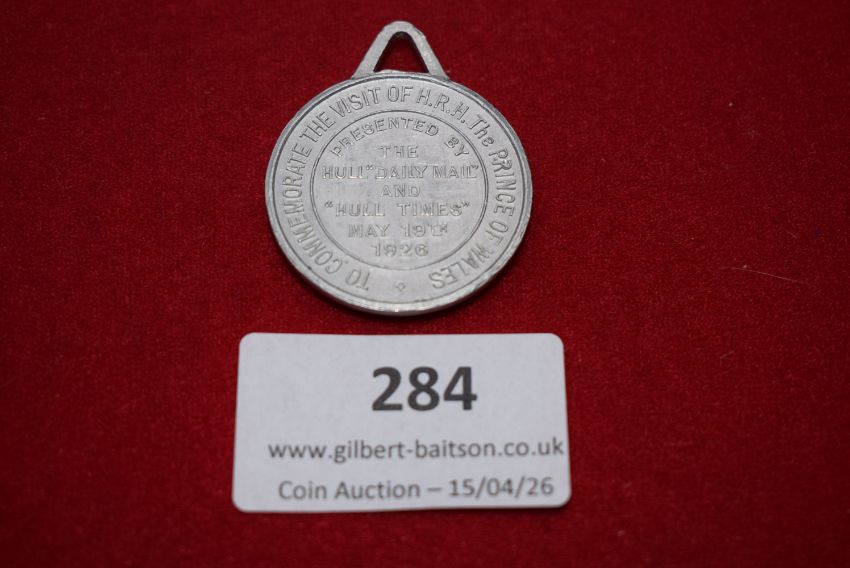 TO COMMEMORATE THE VISIT OF H.R.H. The PRINCE OF WALES
PRESENTED BY
THE
HULL "DAILY MAIL"
AND
"HULL TIMES"
MAY 19TH
1926
284
www.gilbert-baitson.co.uk
Coin Auction – 15/04/26